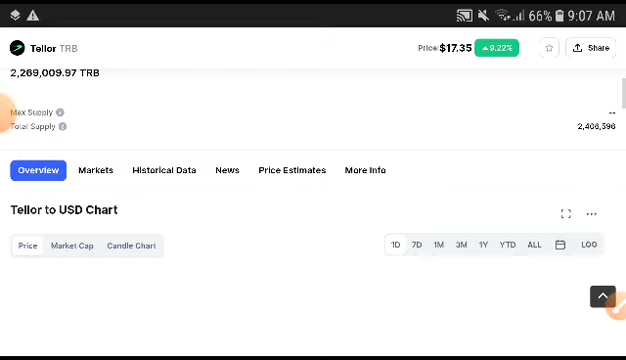 66% 9:07 AM
Tellor TRB Price: $17.35 ▲9.22% Share
2,269,009.97 TRB
Max Supply --
Total Supply 2,406,596
Overview Markets Historical Data News Price Estimates More Info
Tellor to USD Chart
Price Market Cap Candle Chart 1D 7D 1M 3M 1Y YTD ALL LOG